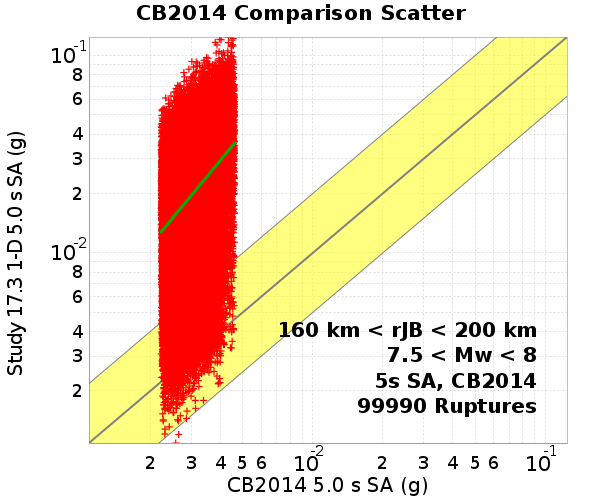 CB2014 Comparison Scatter
Study 17.3 1-D 5.0 s SA (g)
10-1
8
6
4
3
2
10-2
8
6
4
3
2
160 km < rJB < 200 km
7.5 < Mw < 8
5s SA, CB2014
99990 Ruptures
2 3 4 5 6 10-2 2 3 4 5 6 10-1
CB2014 5.0 s SA (g)